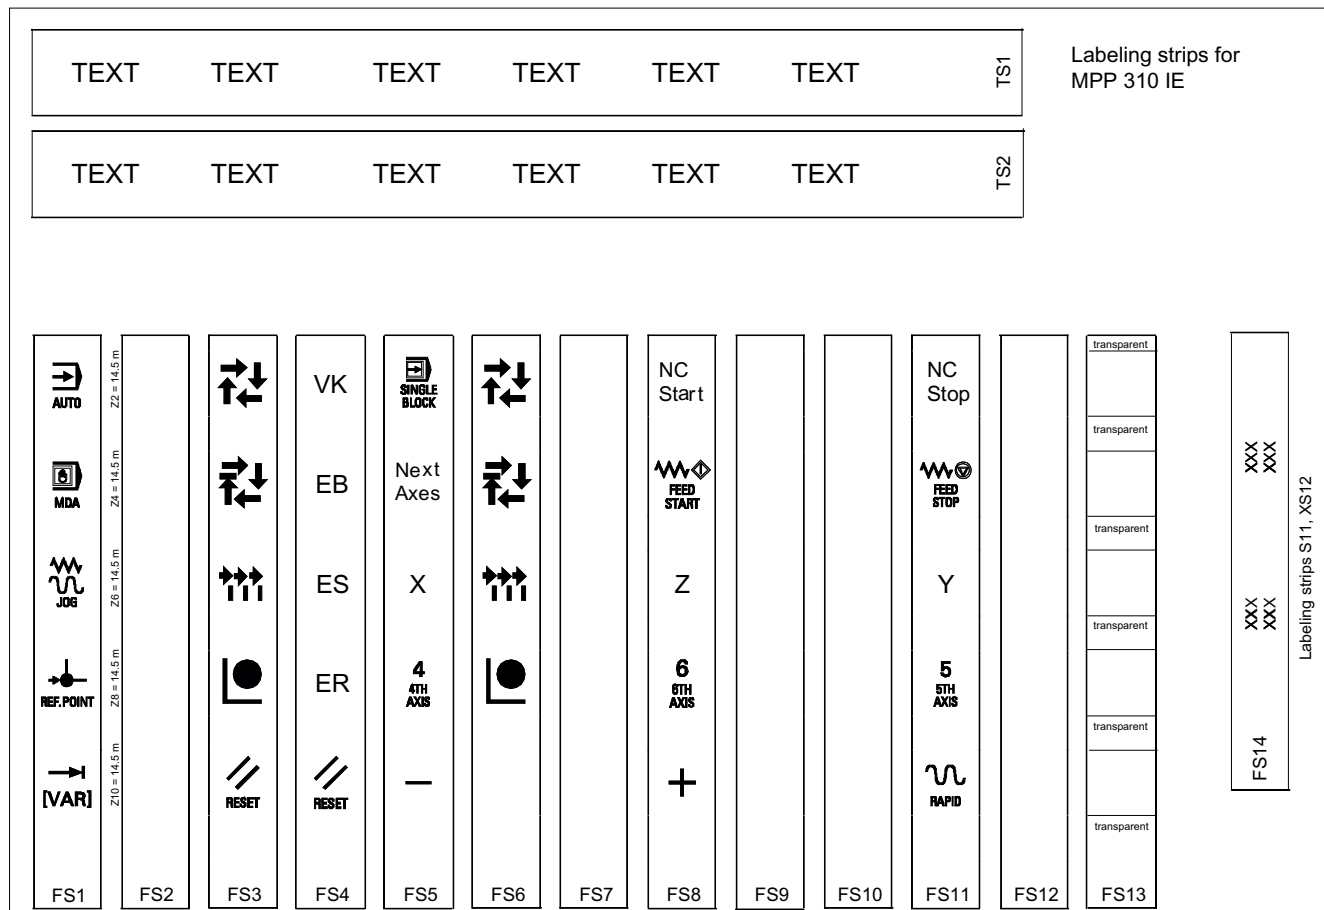 TEXT TEXT TEXT TEXT TEXT TEXT TS1
Labeling strips for
MPP 310 IE
TEXT TEXT TEXT TEXT TEXT TEXT TS2
AUTO
Z2 = 14.5 m
VK
SINGLE
BLOCK
NC
Start
NC
Stop
transparent
transparent
MDA
Z4 = 14.5 m
EB
Next
Axes
FEED
START
FEED
STOP
transparent
JOG
Z6 = 14.5 m
ES
X
Z
Y
transparent
REF.POINT
Z8 = 14.5 m
ER
4
4TH
AXIS
6
6TH
AXIS
5
5TH
AXIS
transparent
[VAR]
Z10 = 14.5 m
RESET
RESET
−
+
RAPID
transparent
FS1 FS2 FS3 FS4 FS5 FS6 FS7 FS8 FS9 FS10 FS11 FS12 FS13
XXX
XXX
XXX
XXX
FS14
Labeling strips S11, XS12